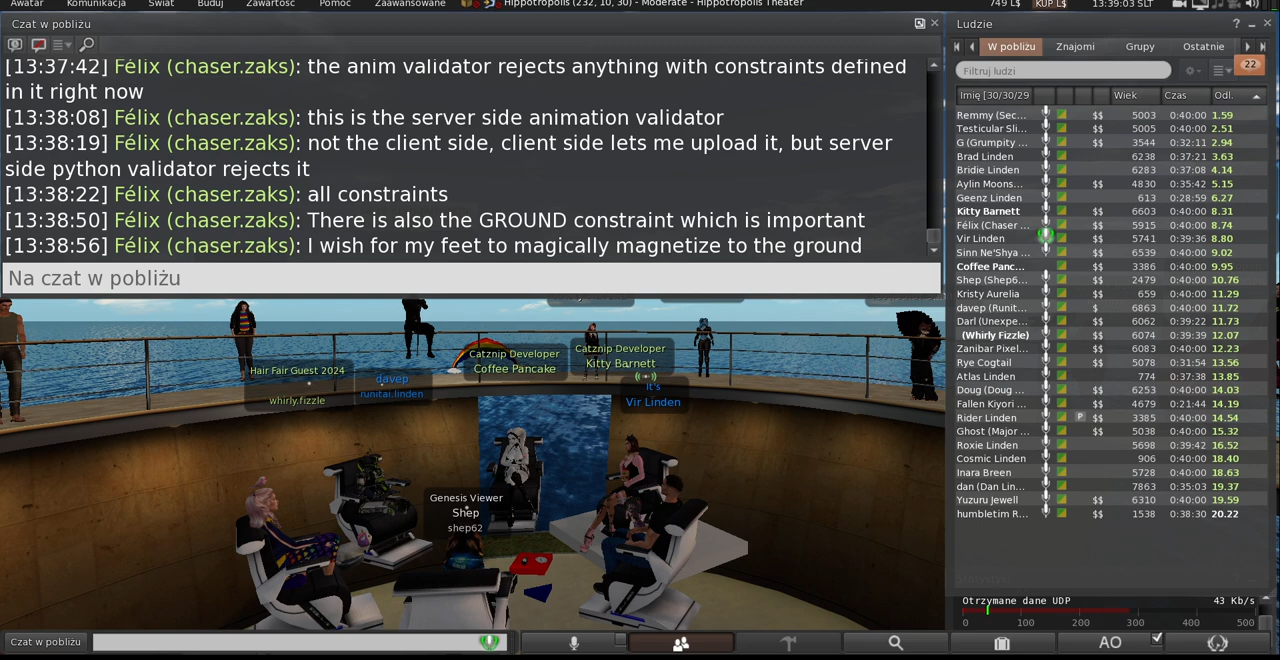 Awatar Komunikacja Świat Buduj Zawartość Pomoc Zaawansowane Hippotropolis (232, 10, 30) - Moderate - Hippotropolis Theater 749 L$ KUP L$ 13:39:03 SLT
Czat w pobliżu
[13:37:42] Félix (chaser.zaks): the anim validator rejects anything with constraints defined
in it right now
[13:38:08] Félix (chaser.zaks): this is the server side animation validator
[13:38:19] Félix (chaser.zaks): not the client side, client side lets me upload it, but server
side python validator rejects it
[13:38:22] Félix (chaser.zaks): all constraints
[13:38:50] Félix (chaser.zaks): There is also the GROUND constraint which is important
[13:38:56] Félix (chaser.zaks): I wish for my feet to magically magnetize to the ground
Na czat w pobliżu
Hair Fair Guest 2024
whirly.fizzle
davep
runitai.linden
Catznip Developer
Coffee Pancake
Catznip Developer
Kitty Barnett
It's
Vir Linden
Genesis Viewer
Shep
shep62
Ludzie
W pobliżu Znajomi Grupy Ostatnie
Filtruj ludzi
22
Imię [30/30/29 Wiek Czas Odl.
Remmy (Sec... $$ 5003 0:40:00 1.59
Testicular Sli... $$ 5005 0:40:00 2.51
G (Grumpity ... $$ 3544 0:32:11 2.94
Brad Linden 6238 0:37:21 3.63
Bridie Linden 6283 0:37:08 4.14
Aylin Moons... $$ 4830 0:35:42 5.15
Geenz Linden 613 0:28:59 6.27
Kitty Barnett $$ 6603 0:40:00 8.31
Félix (Chaser ... $$ 5915 0:40:00 8.74
Vir Linden $$ 5741 0:39:36 8.80
Sinn Ne'Shya ... $$ 6539 0:40:00 9.02
Coffee Panc... $$ 3386 0:40:00 9.95
Shep (Shep6... $$ 2479 0:40:00 10.76
Kristy Aurelia $$ 659 0:40:00 11.29
davep (Runit... $ 6863 0:40:00 11.72
Darl (Unexpe... $$ 6062 0:39:22 11.73
(Whirly Fizzle) $$ 6074 0:39:39 12.07
Zanibar Pixel... $$ 6083 0:40:00 12.23
Rye Cogtail $$ 5078 0:31:54 13.56
Atlas Linden 774 0:37:38 13.85
Doug (Doug ... $$ 6253 0:40:00 14.03
Fallen Kiyori ... $$ 4679 0:21:44 14.19
Rider Linden P $$ 3385 0:40:00 14.54
Ghost (Major ... $$ 5038 0:40:00 15.32
Roxie Linden 5698 0:39:42 16.52
Cosmic Linden 906 0:40:00 18.40
Inara Breen 5728 0:40:00 18.63
dan (Dan Lin... 7863 0:35:03 19.37
Yuzuru Jewell $$ 6310 0:40:00 19.59
humbletim R... $$ 1538 0:38:30 20.22
Otrzymane dane UDP 43 Kb/s
0 100 200 300 400 500
Czat w pobliżu
AO